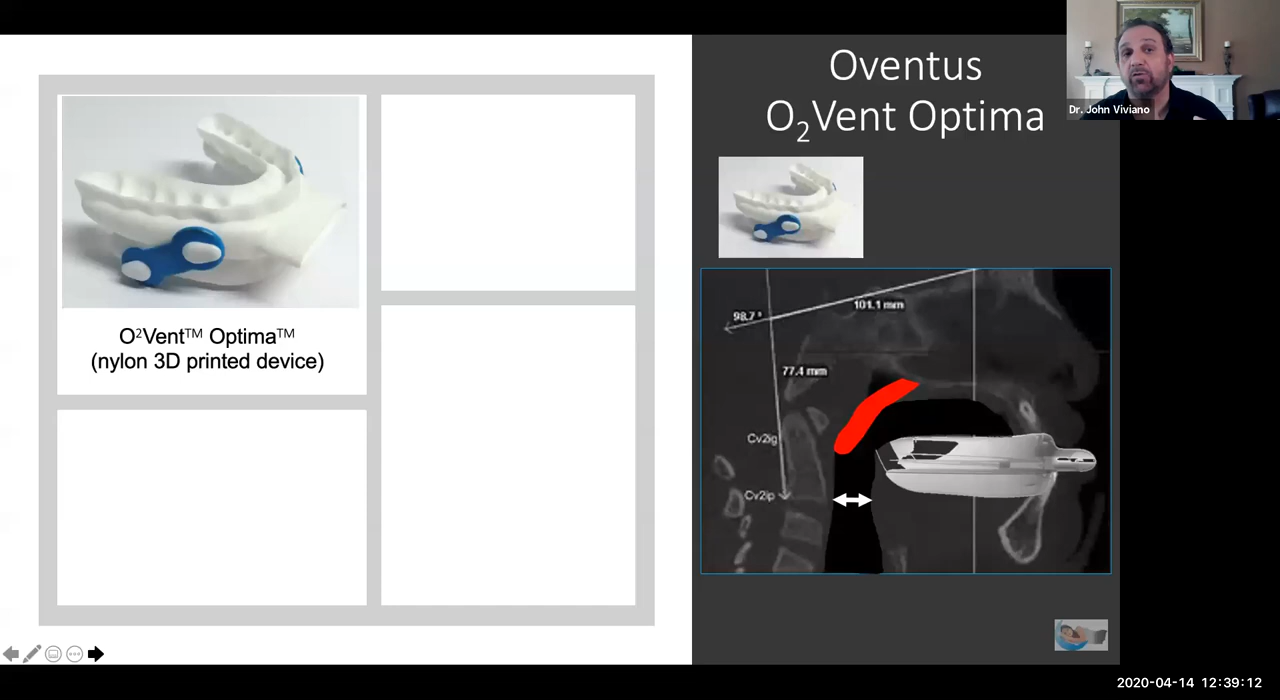 O²Vent™ Optima™
(nylon 3D printed device)
Oventus
O₂Vent Optima
98.7 °
101.1 mm
77.4 mm
Cv2ig
Cv2ip
Dr. John Viviano
2020-04-14 12:39:12